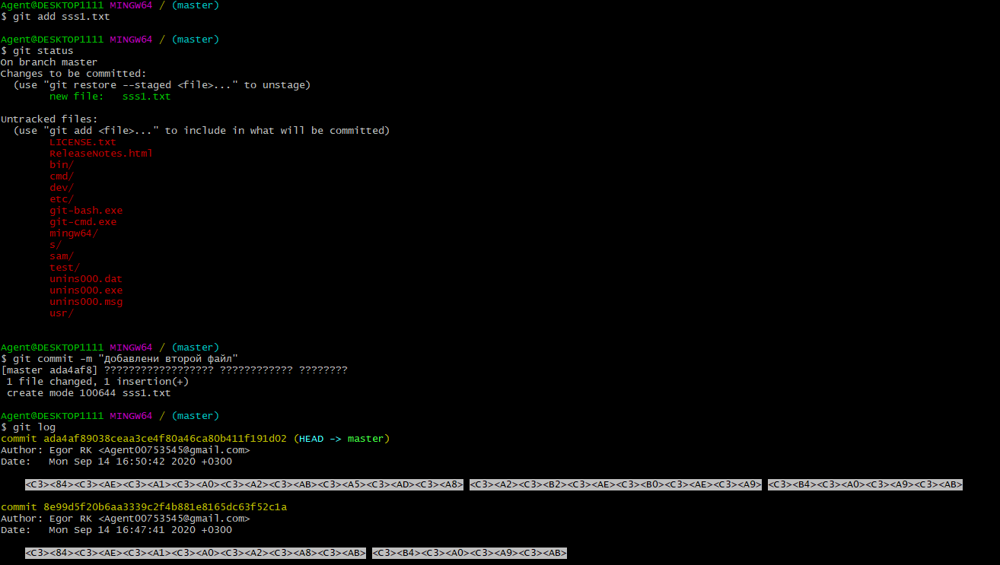 Agent@DESKTOP1111 MINGW64 / (master)
$ git add sss1.txt
Agent@DESKTOP1111 MINGW64 / (master)
$ git status
On branch master
Changes to be committed:
  (use "git restore --staged <file>..." to unstage)
        new file:   sss1.txt
Untracked files:
  (use "git add <file>..." to include in what will be committed)
        LICENSE.txt
        ReleaseNotes.html
        bin/
        cmd/
        dev/
        etc/
        git-bash.exe
        git-cmd.exe
        mingw64/
        s/
        sam/
        test/
        unins000.dat
        unins000.exe
        unins000.msg
        usr/
Agent@DESKTOP1111 MINGW64 / (master)
$ git commit -m "Добавлени второй файл"
[master ada4af8] ?????????????????? ???????????? ????????
 1 file changed, 1 insertion(+)
 create mode 100644 sss1.txt
Agent@DESKTOP1111 MINGW64 / (master)
$ git log
commit ada4af89038ceaa3ce4f80a46ca80b411f191d02 (HEAD -> master)
Author: Egor RK <Agent00753545@gmail.com>
Date:   Mon Sep 14 16:50:42 2020 +0300
    <C3><84><C3><AE><C3><A1><C3><A0><C3><A2><C3><AB><C3><A5><C3><AD><C3><A8> <C3><A2><C3><B2><C3><AE><C3><B0><C3><AE><C3><A9> <C3><B4><C3><A0><C3><A9><C3><AB>
commit 8e99d5f20b6aa3339c2f4b881e8165dc63f52c1a
Author: Egor RK <Agent00753545@gmail.com>
Date:   Mon Sep 14 16:47:41 2020 +0300
    <C3><84><C3><AE><C3><A1><C3><A0><C3><A2><C3><A8><C3><AB> <C3><B4><C3><A0><C3><A9><C3><AB>